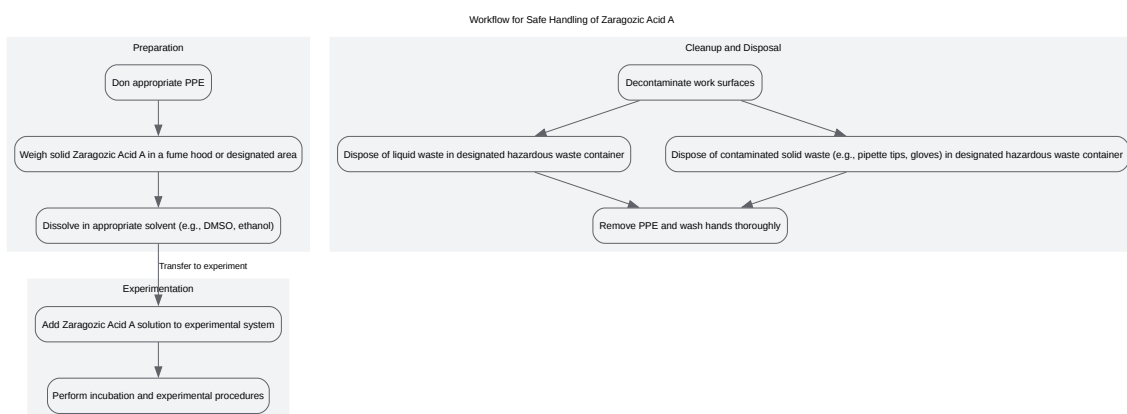 Workflow for Safe Handling of Zaragozic Acid A
Preparation
Don appropriate PPE
Weigh solid Zaragozic Acid A in a fume hood or designated area
Dissolve in appropriate solvent (e.g., DMSO, ethanol)
Transfer to experiment
Experimentation
Add Zaragozic Acid A solution to experimental system
Perform incubation and experimental procedures
Cleanup and Disposal
Decontaminate work surfaces
Dispose of liquid waste in designated hazardous waste container
Dispose of contaminated solid waste (e.g., pipette tips, gloves) in designated hazardous waste container
Remove PPE and wash hands thoroughly